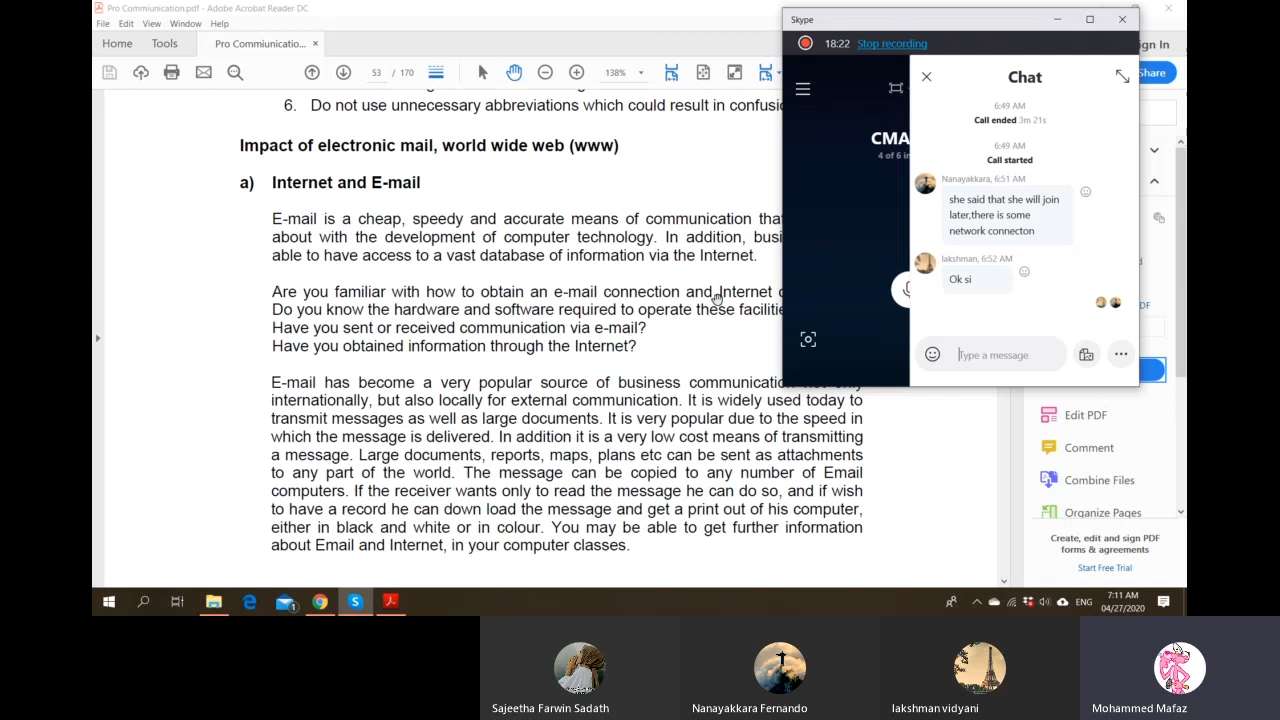 Pro Commiunication.pdf - Adobe Acrobat Reader DC
File Edit View Window Help
Home Tools Pro Commiunicatio... × Sign In
53 / 170 138% Share
6. Do not use unnecessary abbreviations which could result in
Impact of electronic mail, world wide web (www)
a) Internet and E-mail
E-mail is a cheap, speedy and accurate means of communication
about with the development of computer technology. In addition,
able to have access to a vast database of information via the Internet.
Are you familiar with how to obtain an e-mail connection and Internet
Do you know the hardware and software required to operate these
Have you sent or received communication via e-mail?
Have you obtained information through the Internet?
E-mail has become a very popular source of business communication not only
internationally, but also locally for external communication. It is widely used today to
transmit messages as well as large documents. It is very popular due to the speed in
which the message is delivered. In addition it is a very low cost means of transmitting
a message. Large documents, reports, maps, plans etc can be sent as attachments
to any part of the world. The message can be copied to any number of Email
computers. If the receiver wants only to read the message he can do so, and if wish
to have a record he can down load the message and get a print out of his computer,
either in black and white or in colour. You may be able to get further information
about Email and Internet, in your computer classes.
Skype
18:22 Stop recording
CMA
4 of 6
Chat
6:49 AM
Call ended 3m 21s
6:49 AM
Call started
Nanayakkara, 6:51 AM
she said that she will join
later,there is some
network connecton
lakshman, 6:52 AM
Ok si
Type a message
Edit PDF
Comment
Combine Files
Organize Pages
Create, edit and sign PDF
forms & agreements
Start Free Trial
1
ENG
7:11 AM
04/27/2020
Sajeetha Farwin Sadath
Nanayakkara Fernando
lakshman vidyani
Mohammed Mafaz